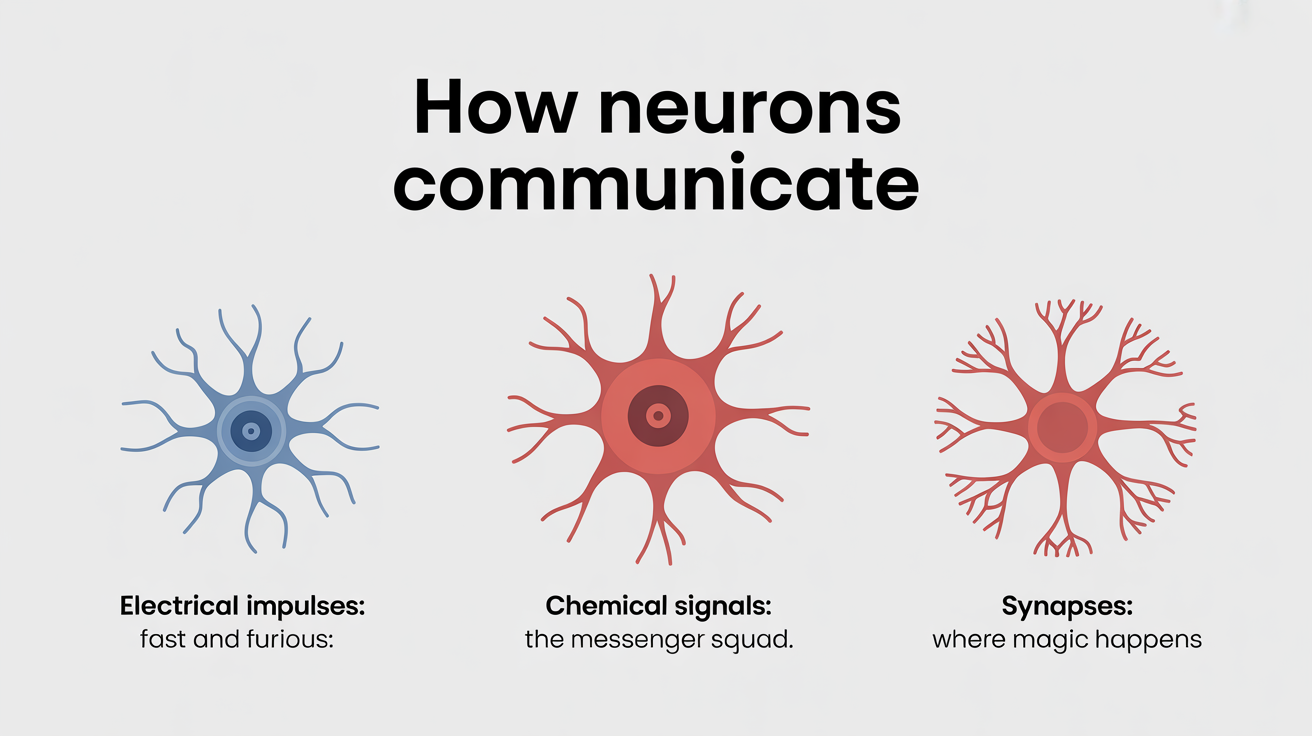 How neurons
communicate
Electrical impulses:
fast and furious:
Chemical signals:
the messenger squad.
Synapses:
where magic happens